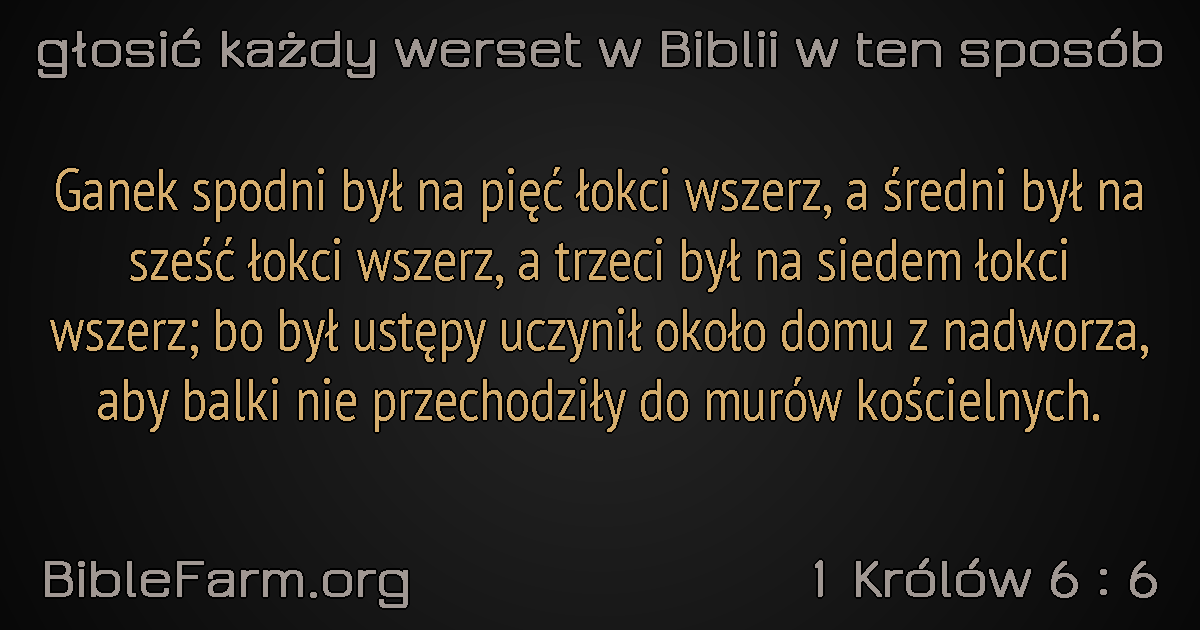 głosić każdy werset w Biblii w ten sposób
Ganek spodni był na pięć łokci wszerz, a średni był na
sześć łokci wszerz, a trzeci był na siedem łokci
wszerz; bo był ustępy uczynił około domu z nadworza,
aby balki nie przechodziły do murów kościelnych.
BibleFarm.org
1 Królów 6 : 6